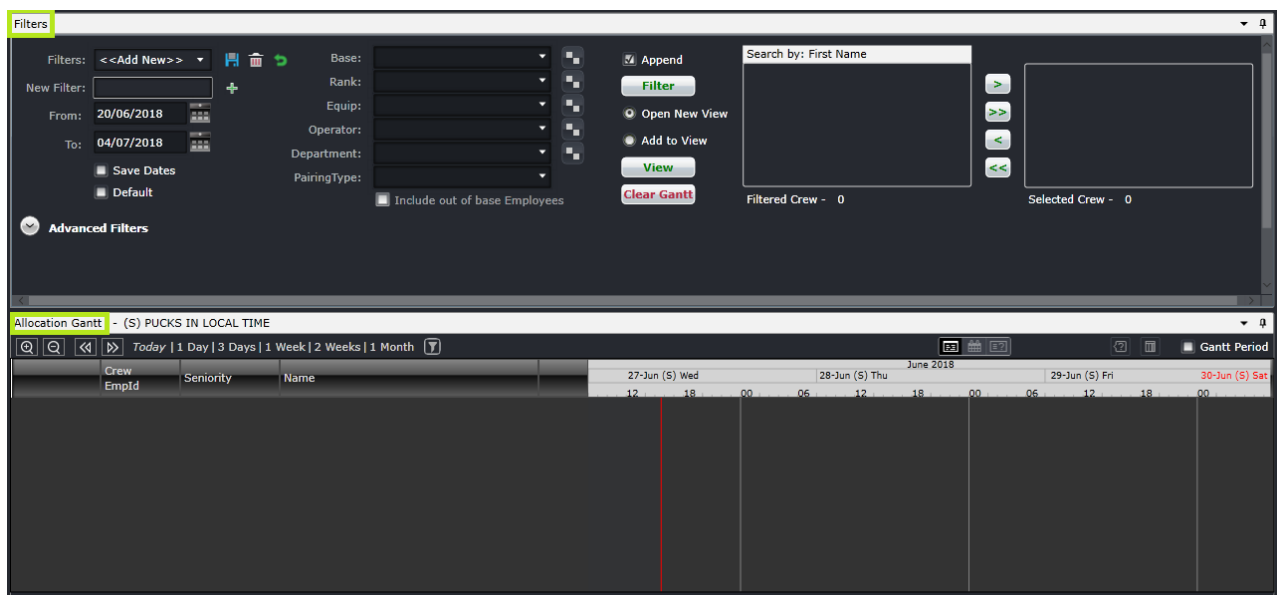 Filters
Filters: <<Add New>>
New Filter:
From: 20/06/2018
To: 04/07/2018
Save Dates
Default
Base:
Rank:
Equip:
Operator:
Department:
PairingType:
Include out of base Employees
Append
Filter
Open New View
Add to View
View
Clear Gantt
Search by: First Name
Filtered Crew - 0
>
>>
<
<<
Selected Crew - 0
Advanced Filters
Allocation Gantt - (S) PUCKS IN LOCAL TIME
Today | 1 Day | 3 Days | 1 Week | 2 Weeks | 1 Month
Gantt Period
Crew
EmpId
Seniority
Name
June 2018
27-Jun (S) Wed 28-Jun (S) Thu 29-Jun (S) Fri 30-Jun (S) Sat
12 18 00 06 12 18 00 06 12 18 00